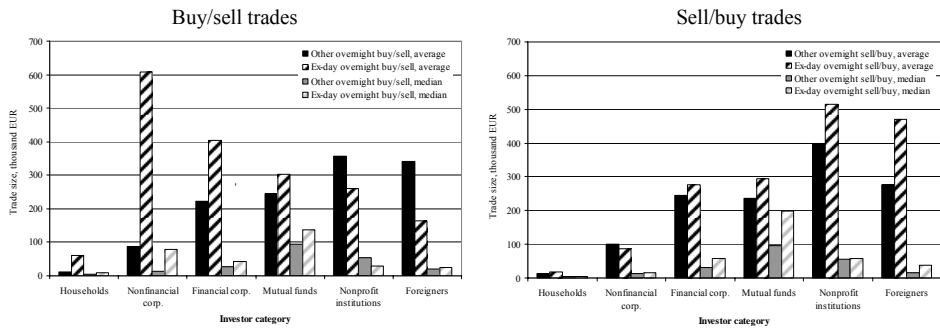 Buy/sell trades
700
600
500
400
300
200
100
0
Trade size, thousand EUR
Other overnight buy/sell, average
Ex-day overnight buy/sell, average
Other overnight buy/sell, median
Ex-day overnight buy/sell, median
Households
Nonfinancial
corp.
Financial corp.
Mutual funds
Nonprofit
institutions
Foreigners
Investor category
Sell/buy trades
700
600
500
400
300
200
100
0
Trade size, thousand EUR
Other overnight sell/buy, average
Ex-day overnight sell/buy, average
Other overnight sell/buy, median
Ex-day overnight sell/buy, median
Households
Nonfinancial
corp.
Financial corp.
Mutual funds
Nonprofit
institutions
Foreigners
Investor category